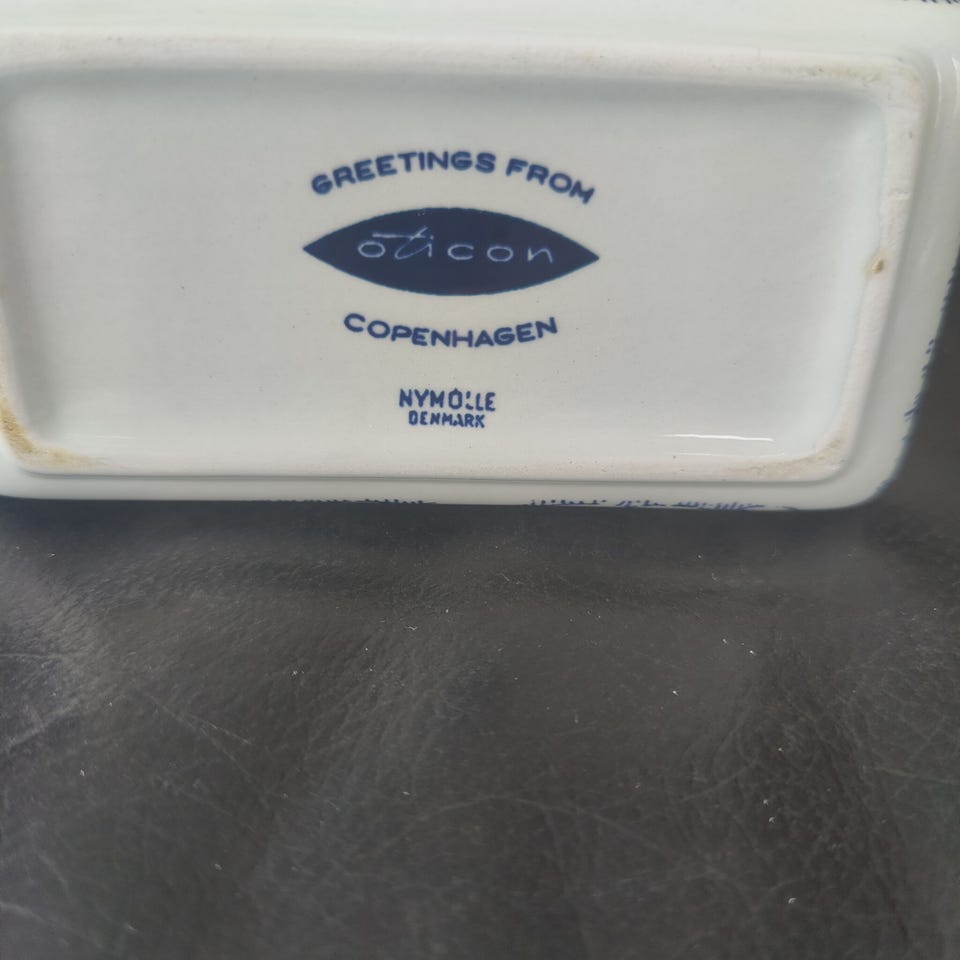 GREETINGS FROM
oticon
COPENHAGEN
NYMØLLE
DENMARK